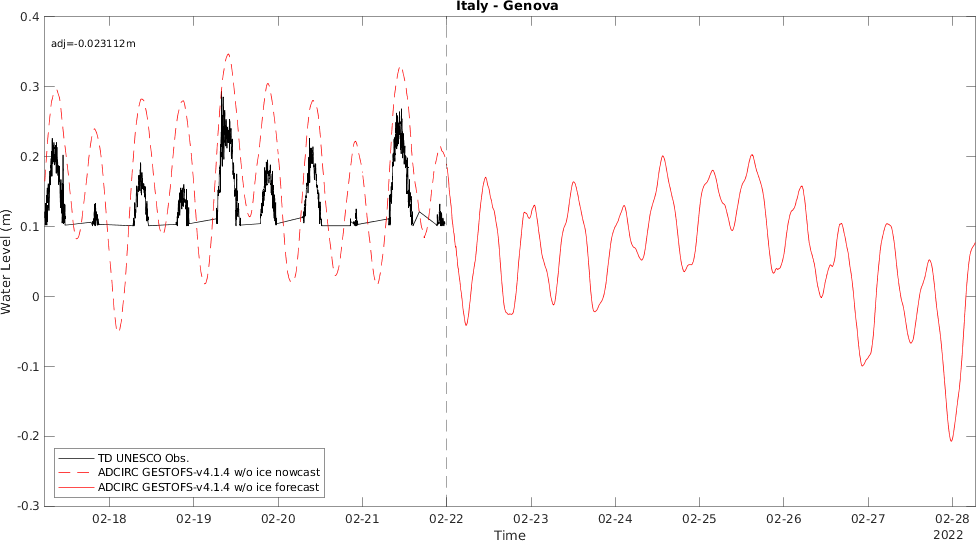 Italy - Genova
adj=-0.023112m
Water Level (m)
0.4
0.3
0.2
0.1
0
-0.1
-0.2
-0.3
TD UNESCO Obs.
ADCIRC GESTOFS-v4.1.4 w/o ice nowcast
ADCIRC GESTOFS-v4.1.4 w/o ice forecast
02-18 02-19 02-20 02-21 02-22 02-23 02-24 02-25 02-26 02-27 02-28
Time
2022